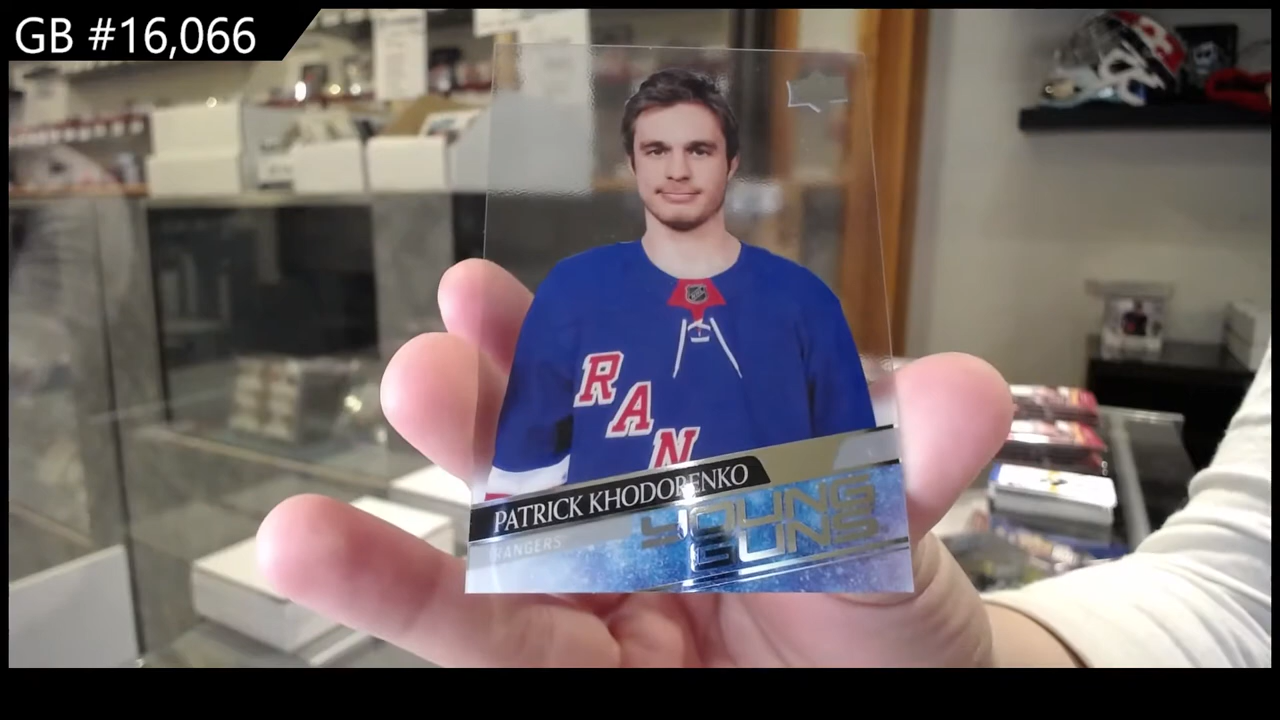 GB #16,066
RAN
PATRICK KHODORENKO
RANGERS
YOUNG
GUNS